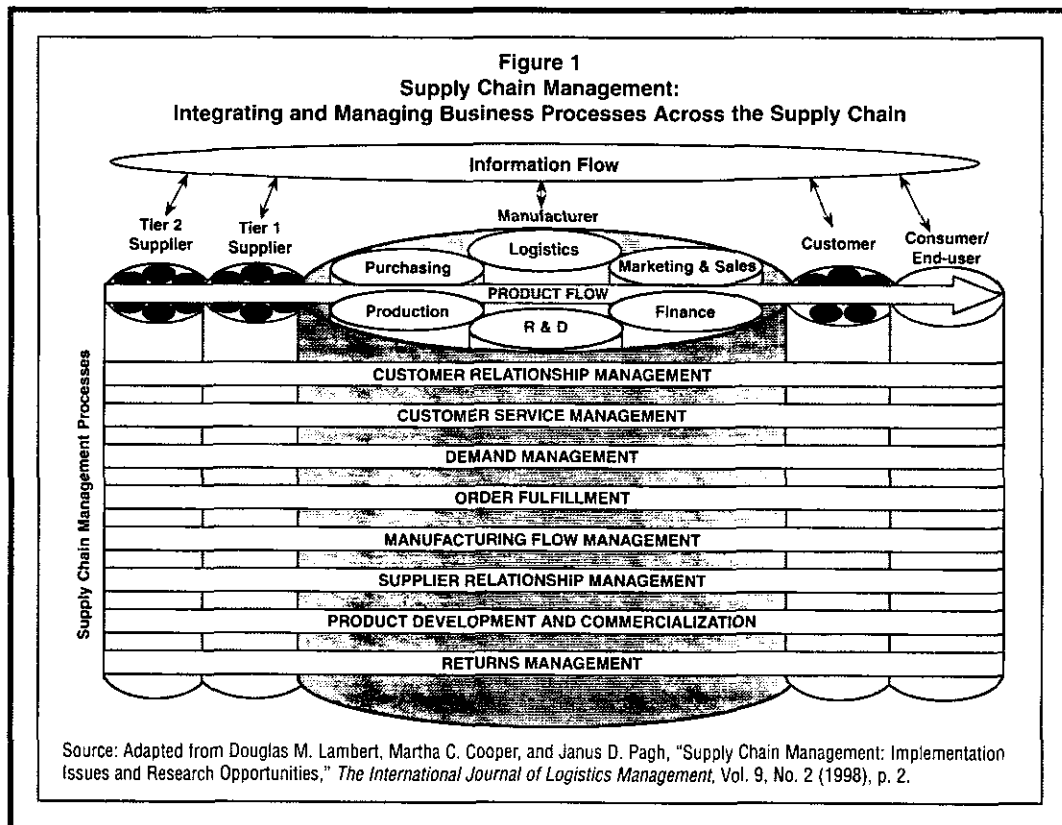 Figure 1
Supply Chain Management:
Integrating and Managing Business Processes Across the Supply Chain
Information Flow
Tier 2
Supplier
Tier 1
Supplier
Manufacturer
Customer
Consumer/
End-user
Logistics
Purchasing
Marketing & Sales
PRODUCT FLOW
Production
R & D
Finance
Supply Chain Management Processes
CUSTOMER RELATIONSHIP MANAGEMENT
CUSTOMER SERVICE MANAGEMENT
DEMAND MANAGEMENT
ORDER FULFILLMENT
MANUFACTURING FLOW MANAGEMENT
SUPPLIER RELATIONSHIP MANAGEMENT
PRODUCT DEVELOPMENT AND COMMERCIALIZATION
RETURNS MANAGEMENT
Source: Adapted from Douglas M. Lambert, Martha C. Cooper, and Janus D. Pagh, "Supply Chain Management: Implementation
Issues and Research Opportunities," The International Journal of Logistics Management, Vol. 9, No. 2 (1998), p. 2.